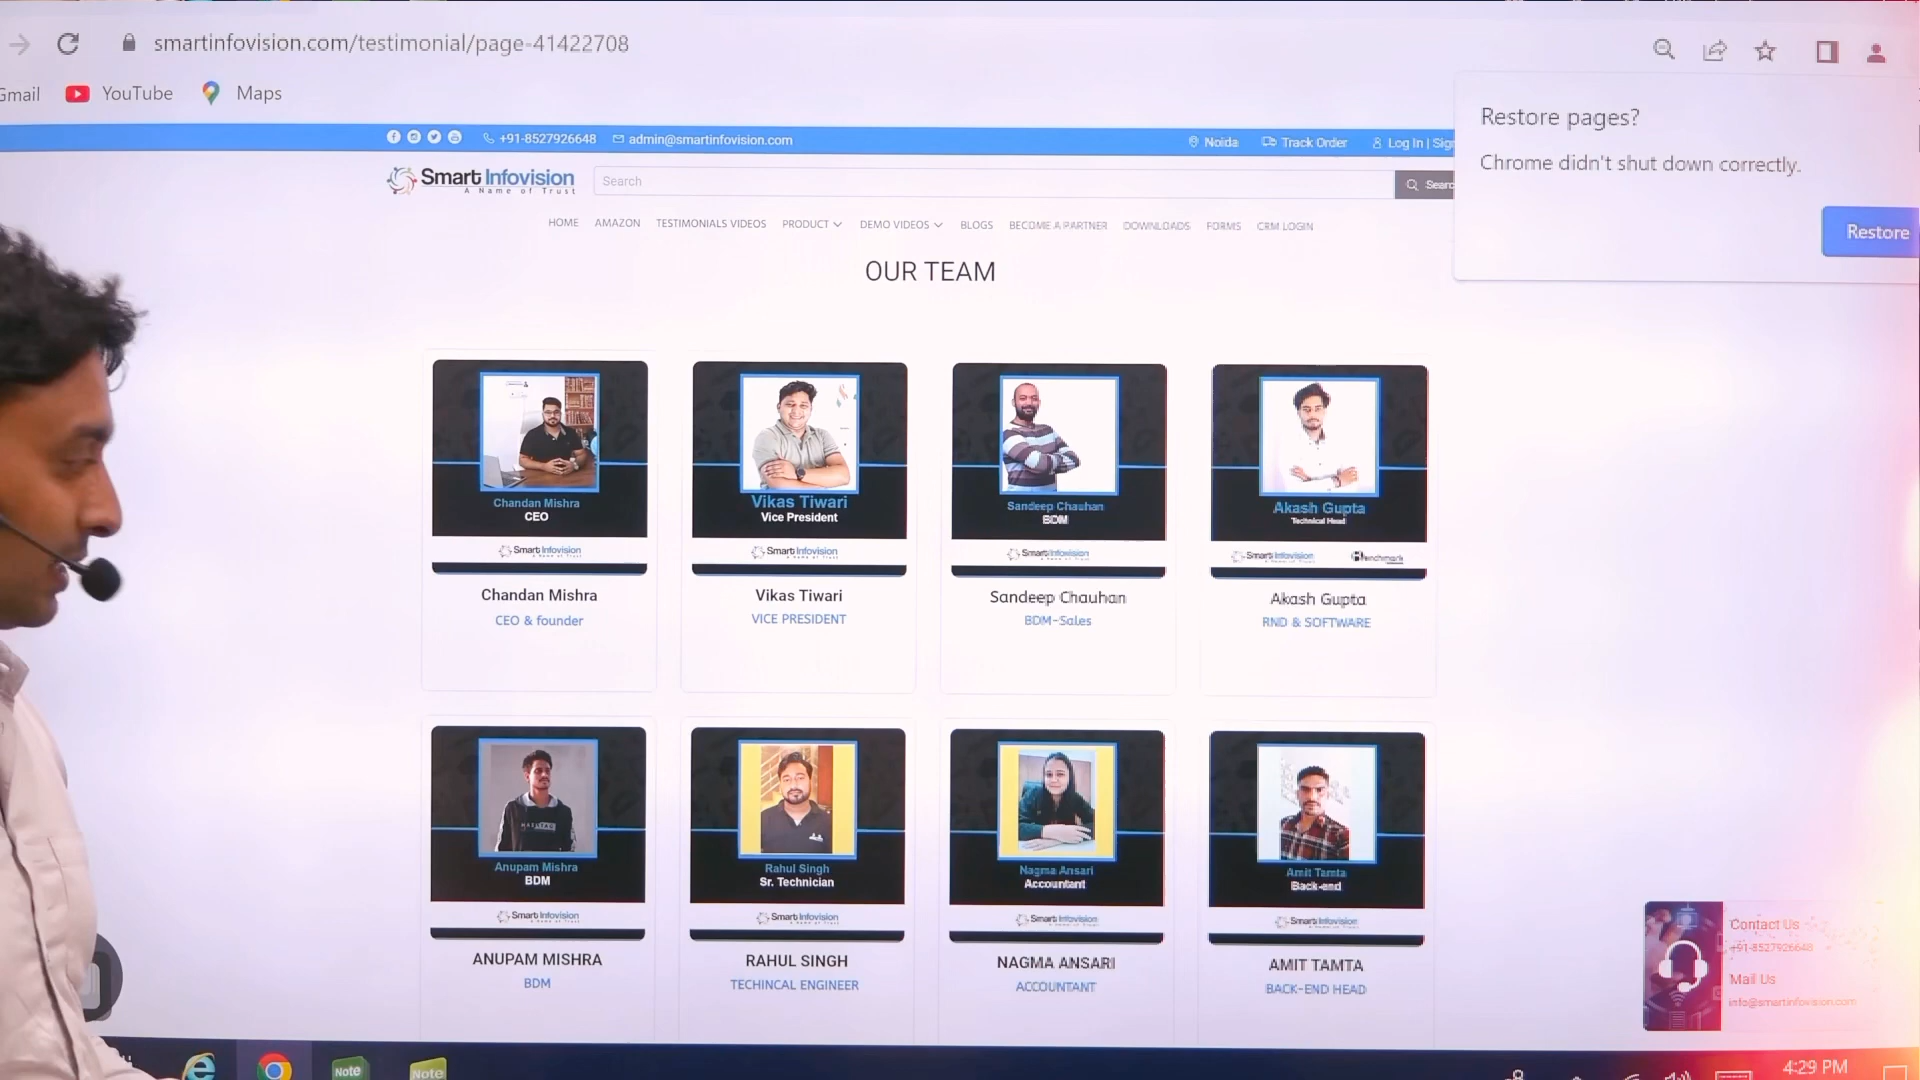 smartinfovision.com/testimonial/page-41422708
Gmail YouTube Maps
Restore pages?
Chrome didn't shut down correctly.
Restore
+91-8527926648 admin@smartinfovision.com Noida Track Order Log In | Sign
Smart Infovision
A Name of Trust
Search
Searc
HOME AMAZON TESTIMONIALS VIDEOS PRODUCT DEMO VIDEOS BLOGS BECOME A PARTNER DOWNLOADS FORMS CRM LOGIN
OUR TEAM
Chandan Mishra
CEO
Smart Infovision
Chandan Mishra
CEO & founder
Vikas Tiwari
Vice President
Smart Infovision
Vikas Tiwari
VICE PRESIDENT
Sandeep Chauhan
BDM
Smart Infovision
Sandeep Chauhan
BDM-Sales
Akash Gupta
Technical Head
Smart Infovision Benchmark
Akash Gupta
RND & SOFTWARE
Anupam Mishra
BDM
Smart Infovision
ANUPAM MISHRA
BDM
Rahul Singh
Sr. Technician
Smart Infovision
RAHUL SINGH
TECHINCAL ENGINEER
Nagma Ansari
Accountant
Smart Infovision
NAGMA ANSARI
ACCOUNTANT
Amit Tamta
Back-end
Smart Infovision
AMIT TAMTA
BACK-END HEAD
Contact Us
+91-8527926648
Mail Us
info@smartinfovision.com
Note
Note
4:29 PM